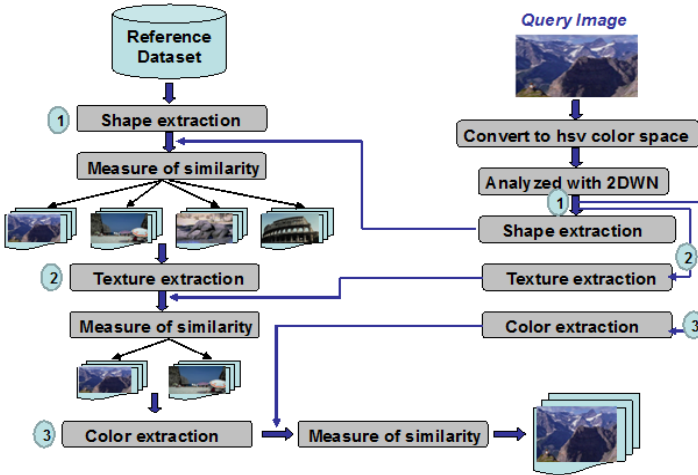 Reference
Dataset
Query Image
1
Shape extraction
Convert to hsv color space
Measure of similarity
Analyzed with 2DWN
1
Shape extraction
2
2
Texture extraction
Texture extraction
Measure of similarity
Color extraction
3
3
Color extraction
Measure of similarity